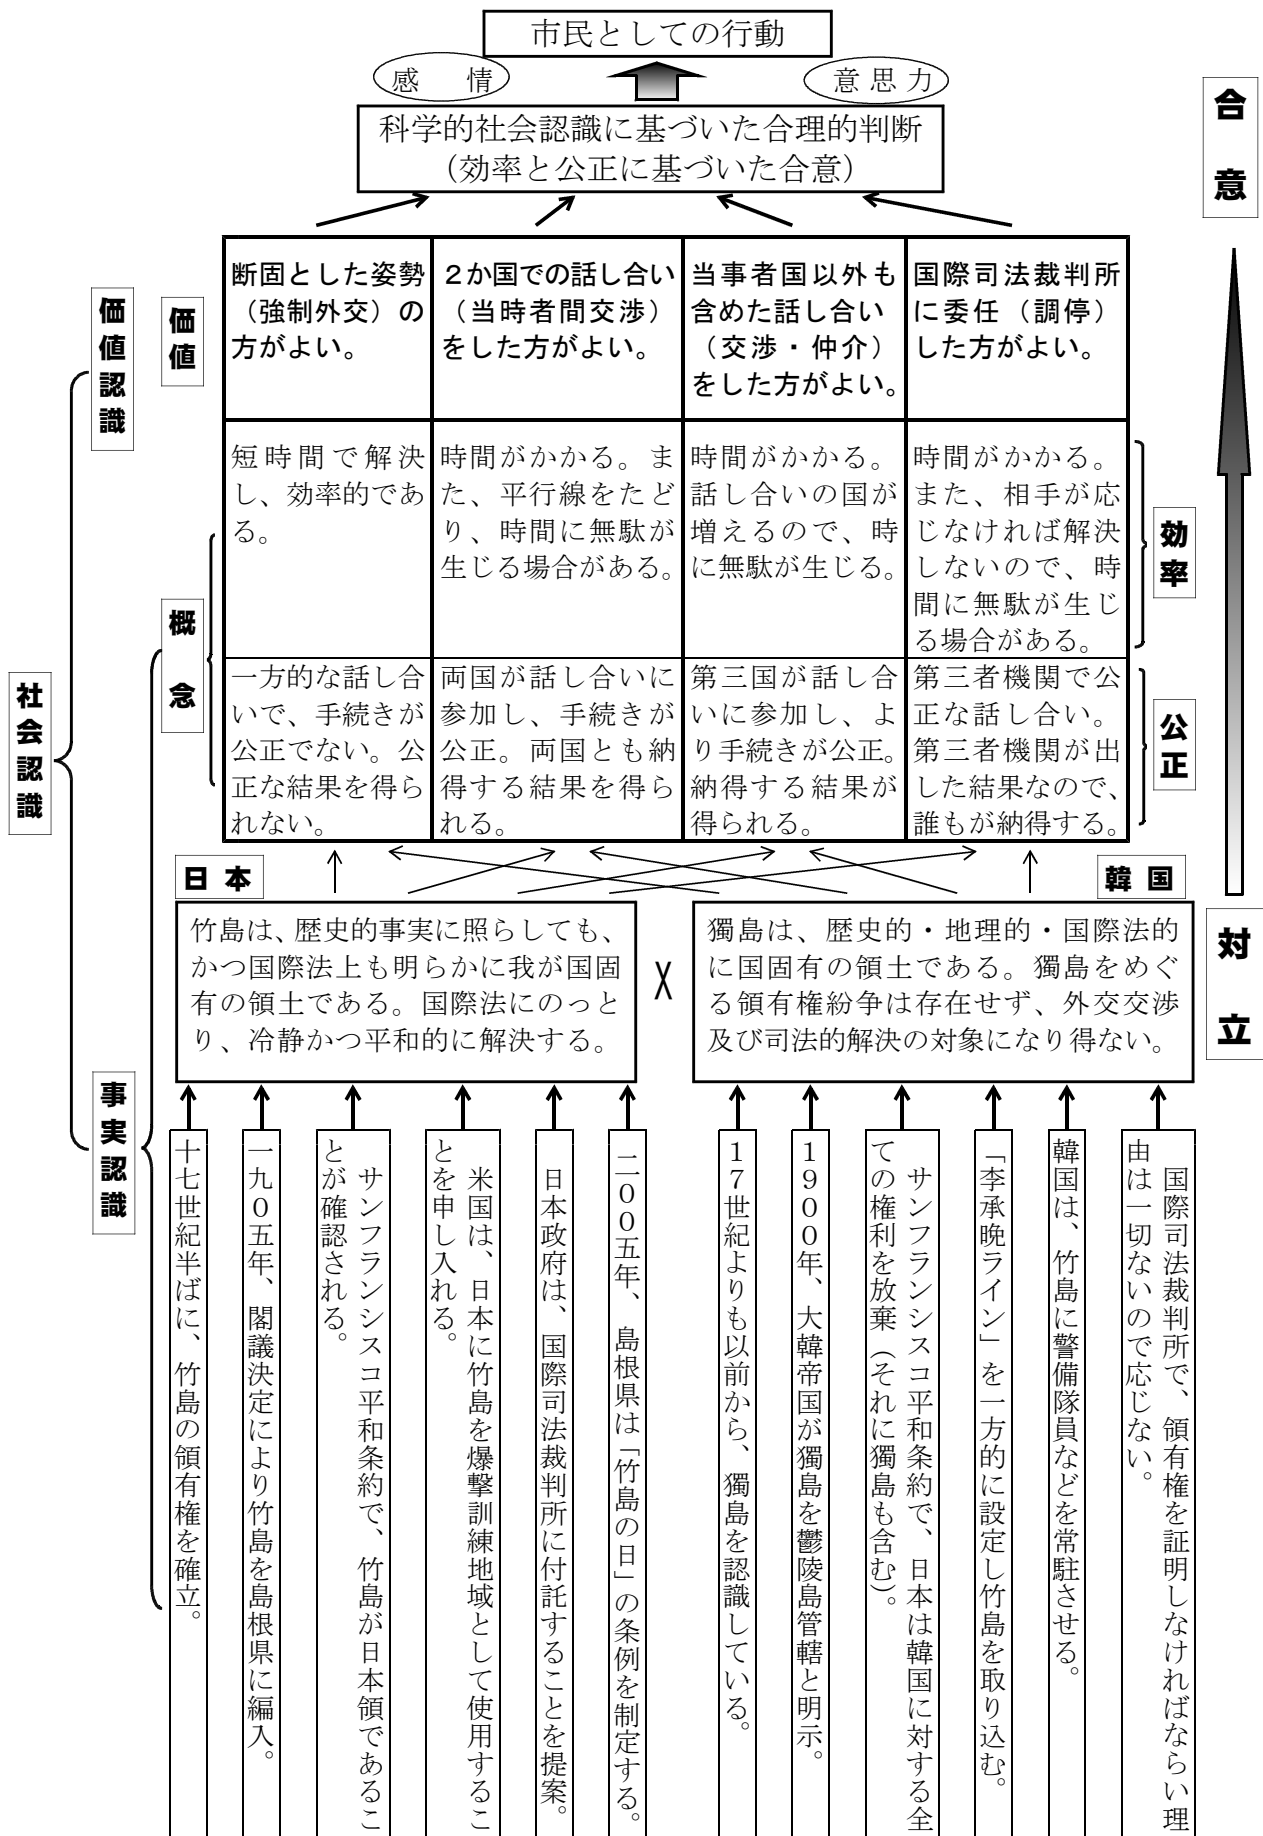 市民としての行動
感　情
意思力
科学的社会認識に基づいた合理的判断
（効率と公正に基づいた合意）
合意
価値認識
価値
断固とした姿勢
（強制外交）の
方がよい。
２か国での話し合い
（当時者間交渉）
をした方がよい。
当事者国以外も
含めた話し合い
（交渉・仲介）
をした方がよい。
国際司法裁判所
に委任（調停）
した方がよい。
概念
短時間で解決
し、効率的であ
る。
時間がかかる。ま
た、平行線をたど
り、時間に無駄が
生じる場合がある。
時間がかかる。
話し合いの国が
増えるので、時
に無駄が生じる。
時間がかかる。
また、相手が応
じなければ解決
しないので、時
間に無駄が生じ
る場合がある。
効率
社会認識
一方的な話し合
いで、手続きが
公正でない。公
正な結果を得ら
れない。
両国が話し合いに
参加し、手続きが
公正。両国とも納
得する結果を得ら
れる。
第三国が話し合
いに参加し、よ
り手続きが公正。
納得する結果が
得られる。
第三者機関で公
正な話し合い。
第三者機関が出
した結果なので、
誰もが納得する。
公正
日本
韓国
竹島は、歴史的事実に照らしても、
かつ国際法上も明らかに我が国固
有の領土である。国際法にのっと
り、冷静かつ平和的に解決する。
X
獨島は、歴史的・地理的・国際法的
に国固有の領土である。獨島をめぐ
る領有権紛争は存在せず、外交交渉
及び司法的解決の対象になり得ない。
対立
事実認識
十七世紀半ばに、竹島の領有権を確立。
一九〇五年、閣議決定により竹島を島根県に編入。
サンフランシスコ平和条約で、竹島が日本領であるこ
とが確認される。
米国は、日本に竹島を爆撃訓練地域として使用するこ
とを申し入れる。
日本政府は、国際司法裁判所に付託することを提案。
二〇〇五年、島根県は「竹島の日」の条例を制定する。
１７世紀よりも以前から、獨島を認識している。
１９００年、大韓帝国が獨島を鬱陵島管轄と明示。
サンフランシスコ平和条約で、日本は韓国に対する全
ての権利を放棄（それに獨島も含む）。
「李承晩ライン」を一方的に設定し竹島を取り込む。
韓国は、竹島に警備隊員などを常駐させる。
国際司法裁判所で、領有権を証明しなければならい理
由は一切ないので応じない。